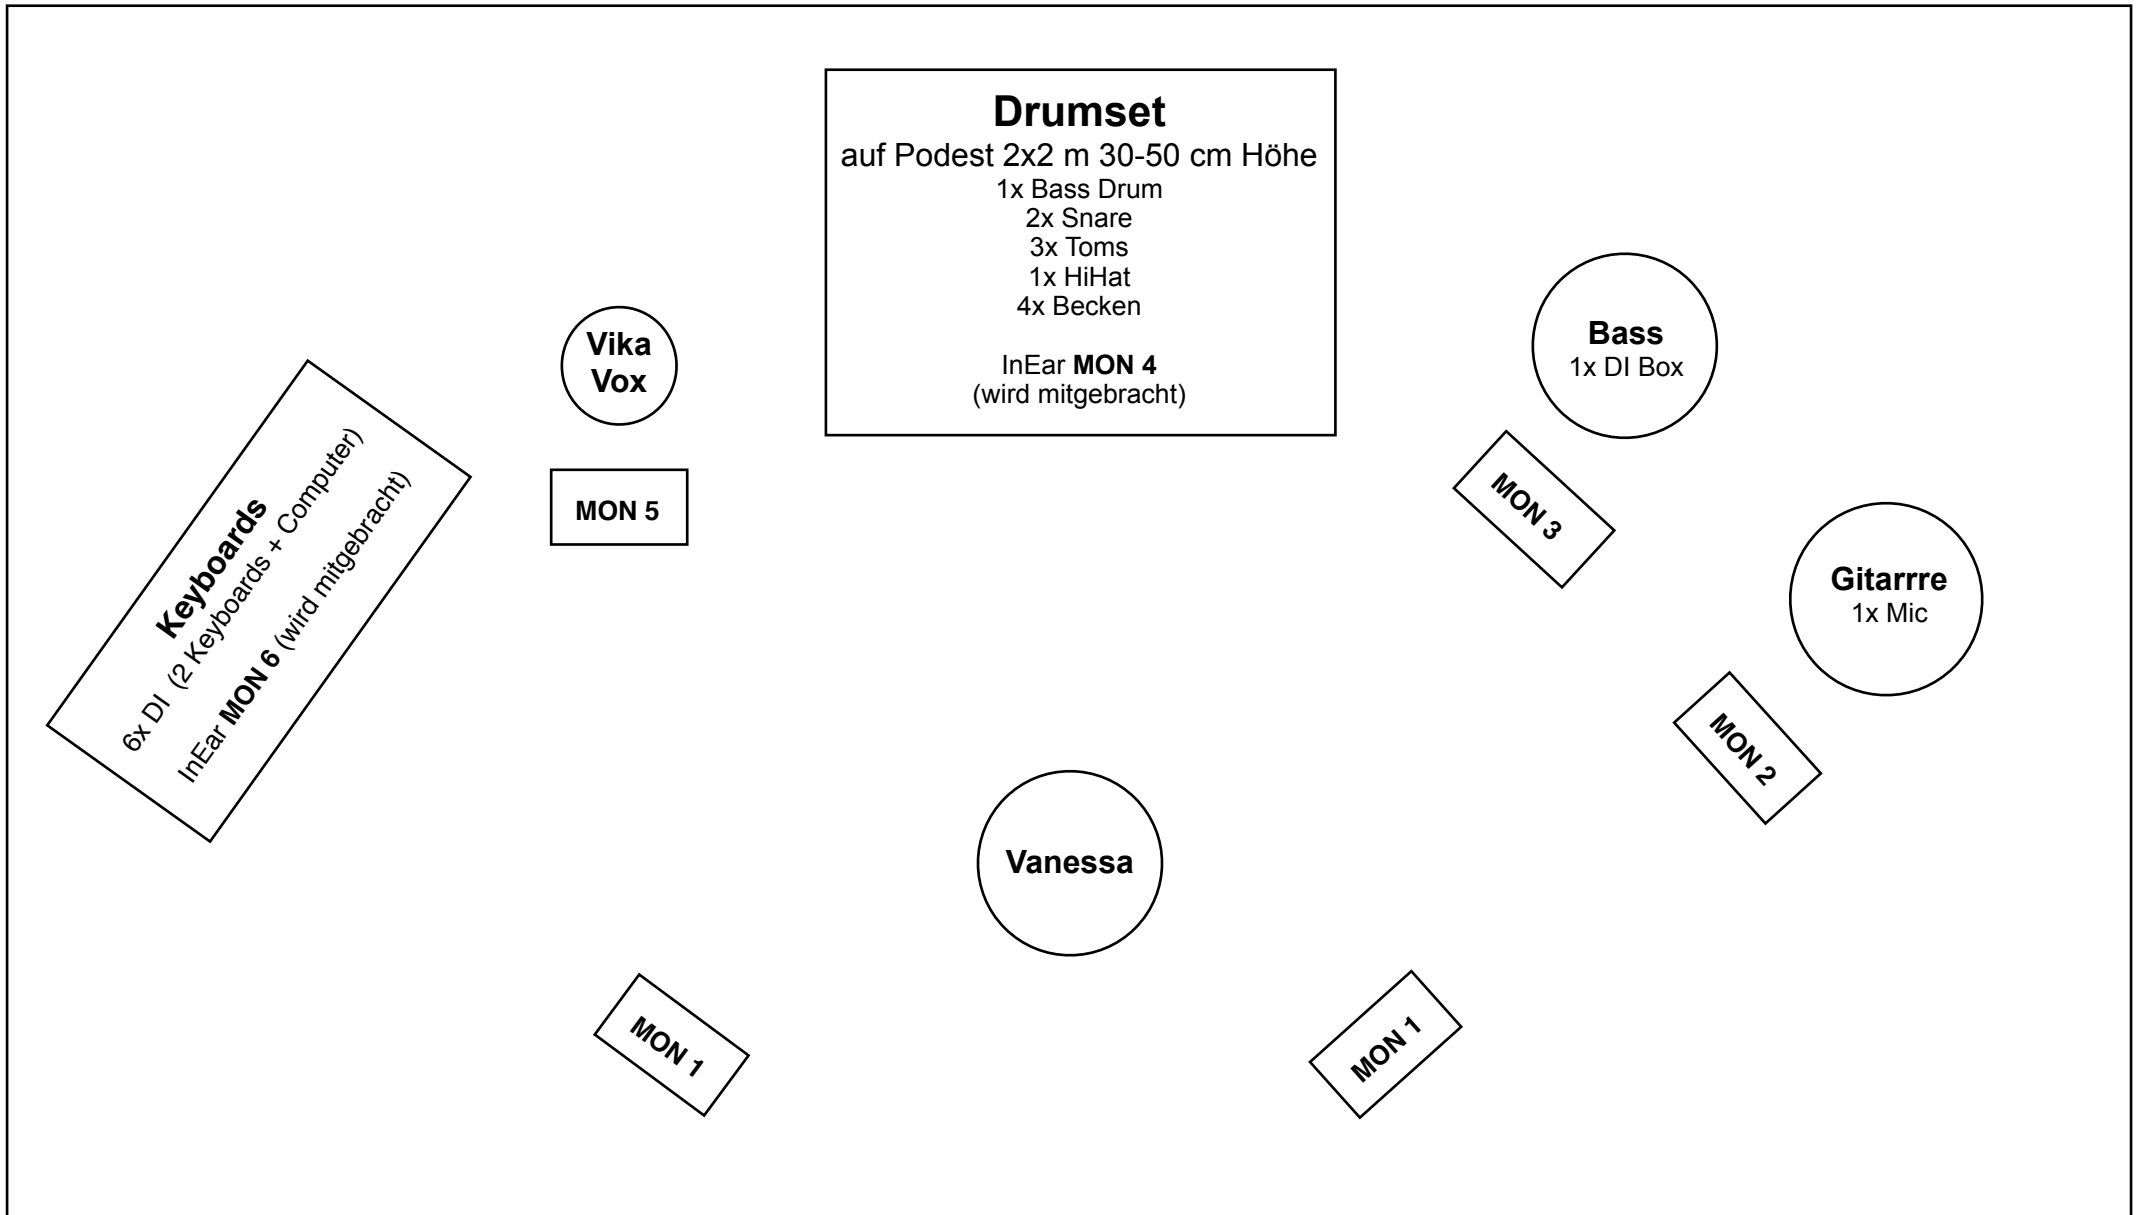 Drumset
auf Podest 2x2 m 30-50 cm Höhe
1x Bass Drum
2x Snare
3x Toms
1x HiHat
4x Becken
InEar MON 4
(wird mitgebracht)
Vika
Vox
MON 5
Bass
1x DI Box
MON 3
Keyboards
6x DI (2 Keyboards + Computer)
InEar MON 6 (wird mitgebracht)
Gitarrre
1x Mic
MON 2
Vanessa
MON 1
MON 1